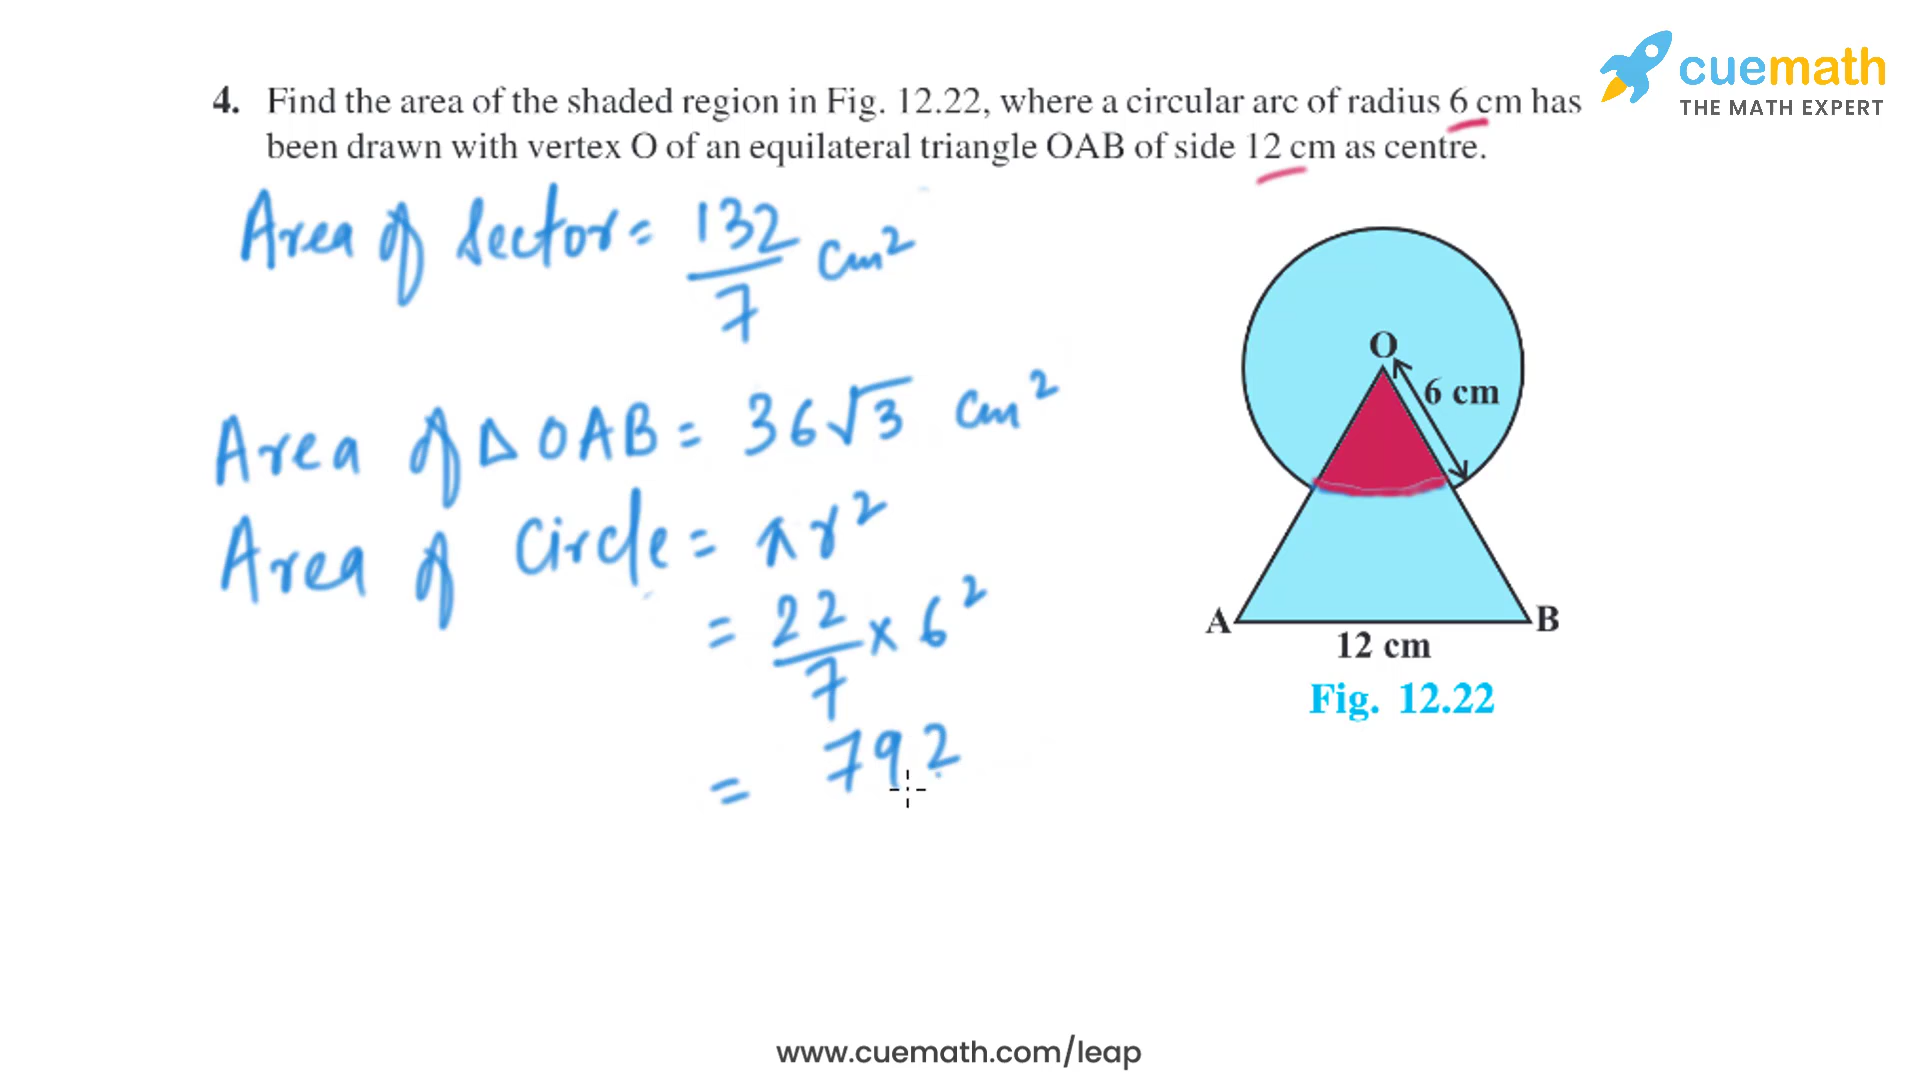 cuemath
THE MATH EXPERT
4. Find the area of the shaded region in Fig. 12.22, where a circular arc of radius 6 cm has
been drawn with vertex O of an equilateral triangle OAB of side 12 cm as centre.
Area of Sector = 132/7 cm²
Area of △OAB = 36√3 cm²
Area of Circle = πr²
= 22/7 × 6²
= 792
O
6 cm
A
B
12 cm
Fig. 12.22
www.cuemath.com/leap